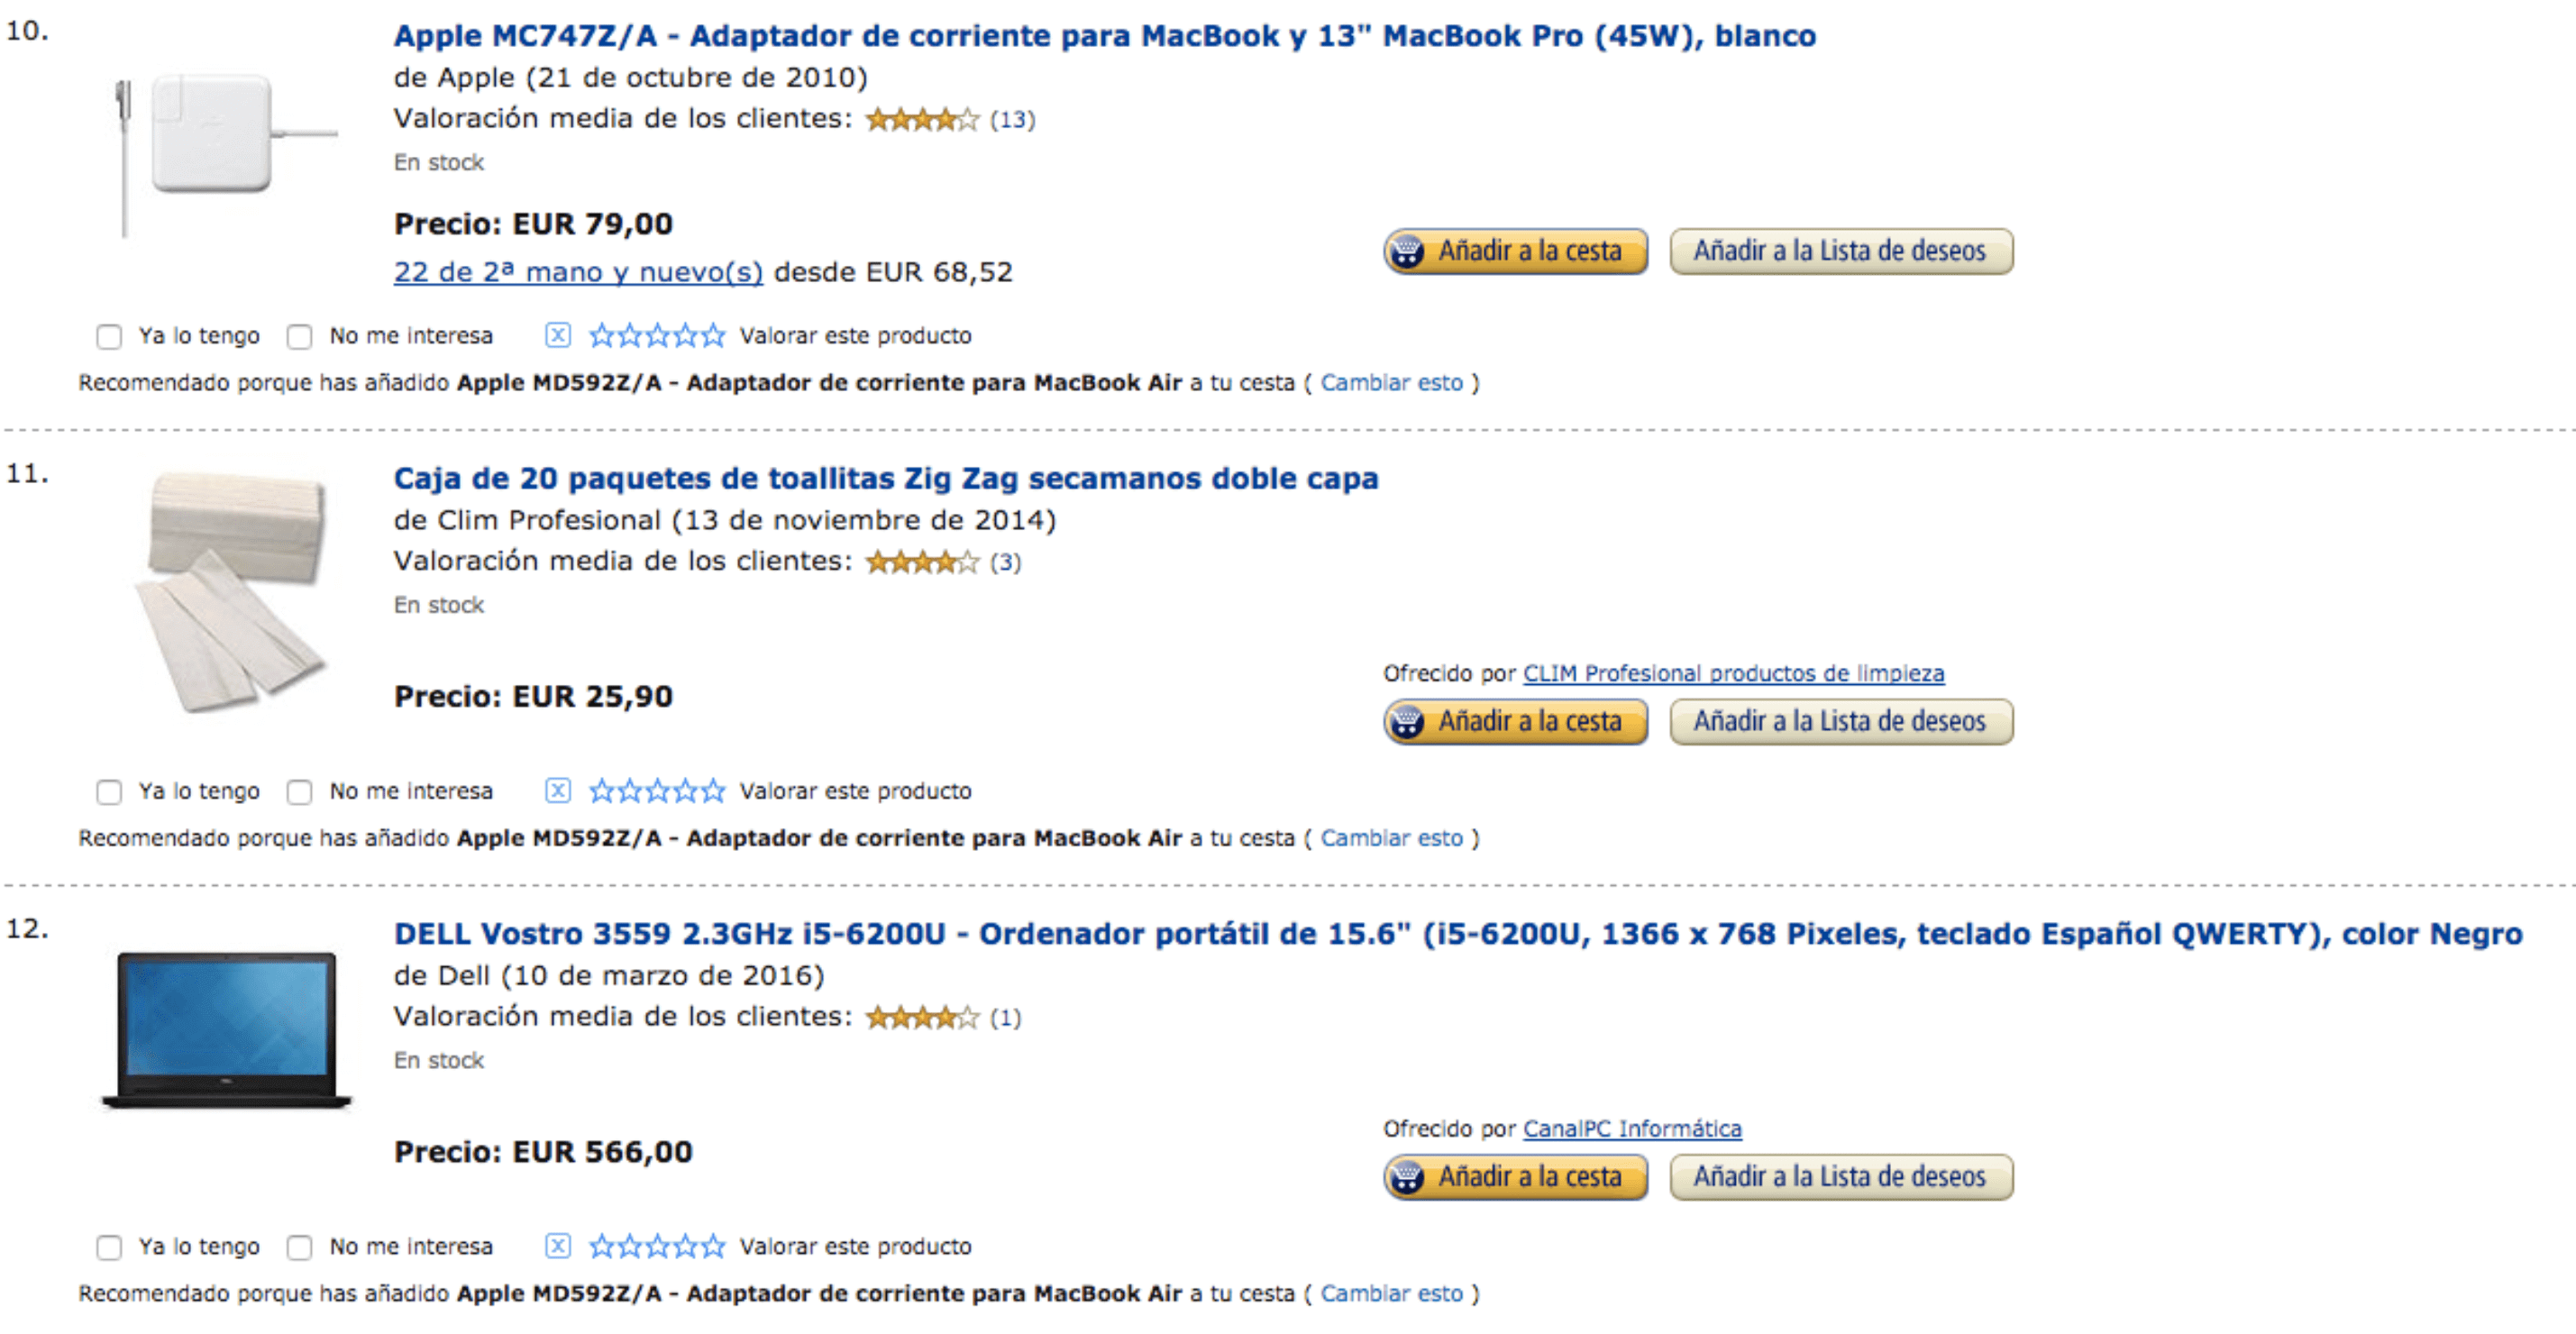 10.
Apple MC747Z/A - Adaptador de corriente para MacBook y 13" MacBook Pro (45W), blanco
de Apple (21 de octubre de 2010)
Valoración media de los clientes: (13)
En stock
Precio: EUR 79,00
22 de 2ª mano y nuevo(s) desde EUR 68,52
Añadir a la cesta Añadir a la Lista de deseos
Ya lo tengo No me interesa x Valorar este producto
Recomendado porque has añadido Apple MD592Z/A - Adaptador de corriente para MacBook Air a tu cesta ( Cambiar esto )
11.
Caja de 20 paquetes de toallitas Zig Zag secamanos doble capa
de Clim Profesional (13 de noviembre de 2014)
Valoración media de los clientes: (3)
En stock
Ofrecido por CLIM Profesional productos de limpieza
Precio: EUR 25,90
Añadir a la cesta Añadir a la Lista de deseos
Ya lo tengo No me interesa x Valorar este producto
Recomendado porque has añadido Apple MD592Z/A - Adaptador de corriente para MacBook Air a tu cesta ( Cambiar esto )
12.
DELL Vostro 3559 2.3GHz i5-6200U - Ordenador portátil de 15.6" (i5-6200U, 1366 x 768 Pixeles, teclado Español QWERTY), color Negro
de Dell (10 de marzo de 2016)
Valoración media de los clientes: (1)
En stock
Ofrecido por CanalPC Informática
Precio: EUR 566,00
Añadir a la cesta Añadir a la Lista de deseos
Ya lo tengo No me interesa x Valorar este producto
Recomendado porque has añadido Apple MD592Z/A - Adaptador de corriente para MacBook Air a tu cesta ( Cambiar esto )